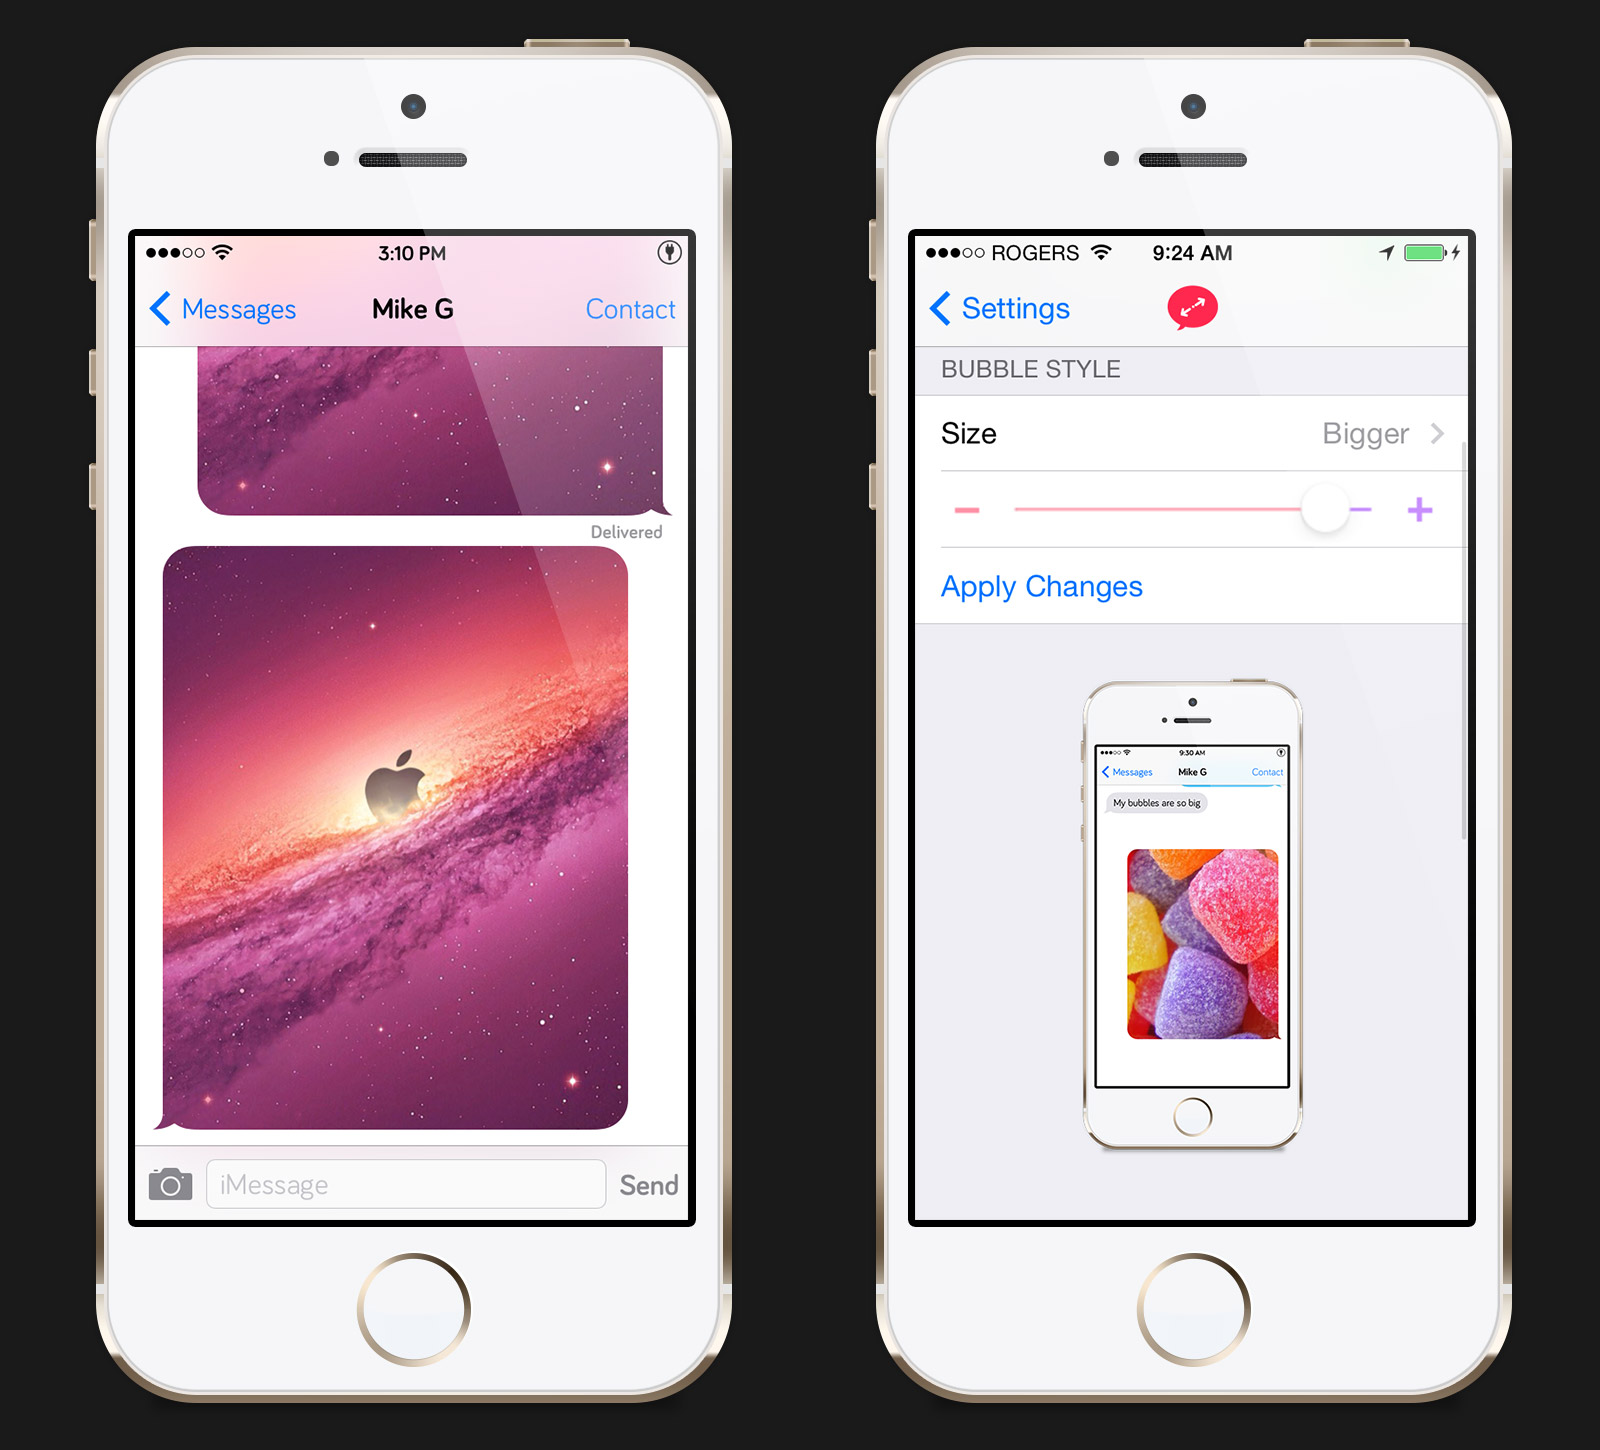 3:10 PM
Messages
Mike G
Contact
Delivered
iMessage
Send
ROGERS
9:24 AM
Settings
BUBBLE STYLE
Size
Bigger
Apply Changes
9:30 AM
Messages
Mike G
Contact
My bubbles are so big